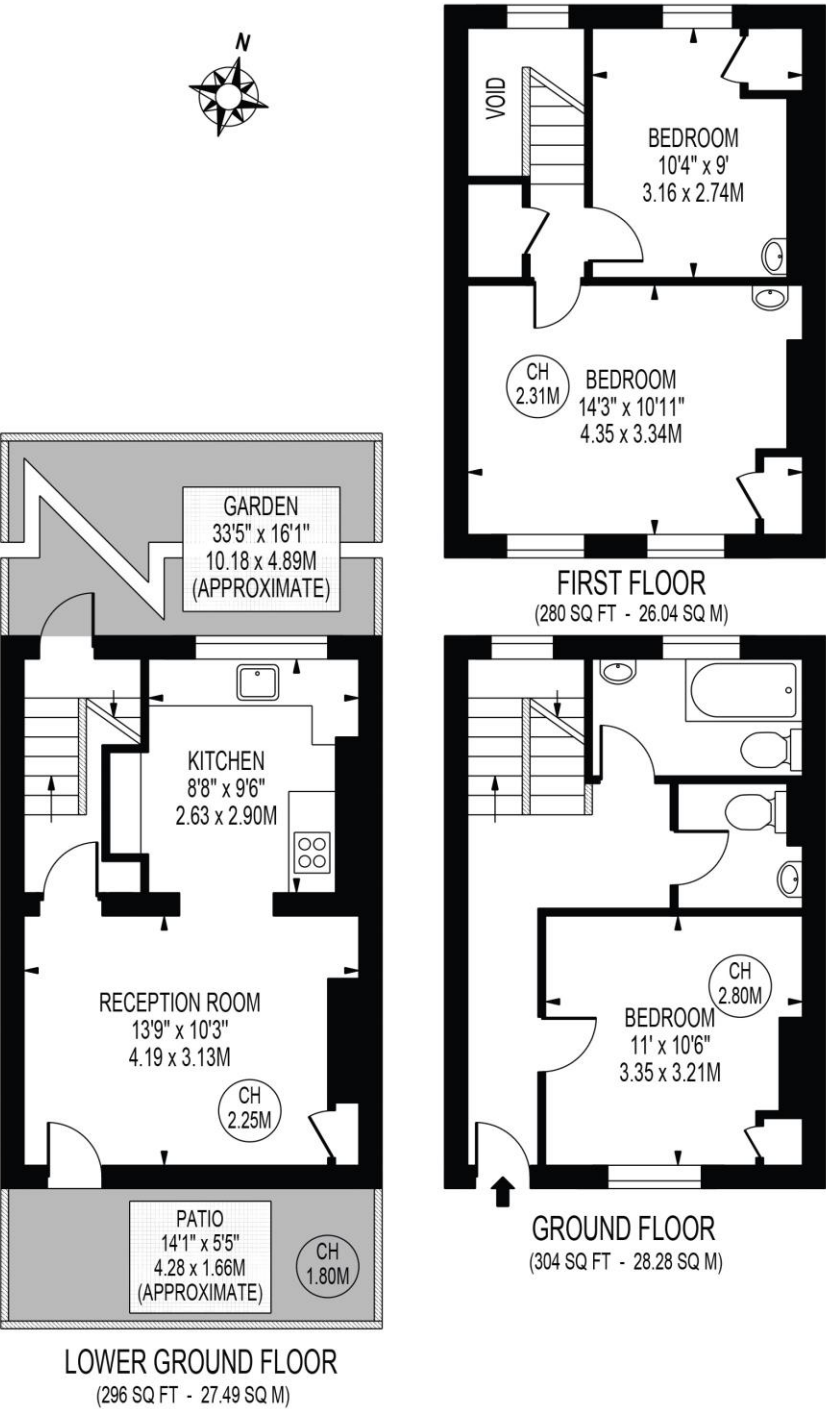 N
VOID
BEDROOM
10'4" x 9'
3.16 x 2.74M
CH
2.31M
BEDROOM
14'3" x 10'11"
4.35 x 3.34M
FIRST FLOOR
(280 SQ FT - 26.04 SQ M)
GARDEN
33'5" x 16'1"
10.18 x 4.89M
(APPROXIMATE)
KITCHEN
8'8" x 9'6"
2.63 x 2.90M
RECEPTION ROOM
13'9" x 10'3"
4.19 x 3.13M
CH
2.25M
PATIO
14'1" x 5'5"
4.28 x 1.66M
(APPROXIMATE)
CH
1.80M
LOWER GROUND FLOOR
(296 SQ FT - 27.49 SQ M)
CH
2.80M
BEDROOM
11' x 10'6"
3.35 x 3.21M
GROUND FLOOR
(304 SQ FT - 28.28 SQ M)